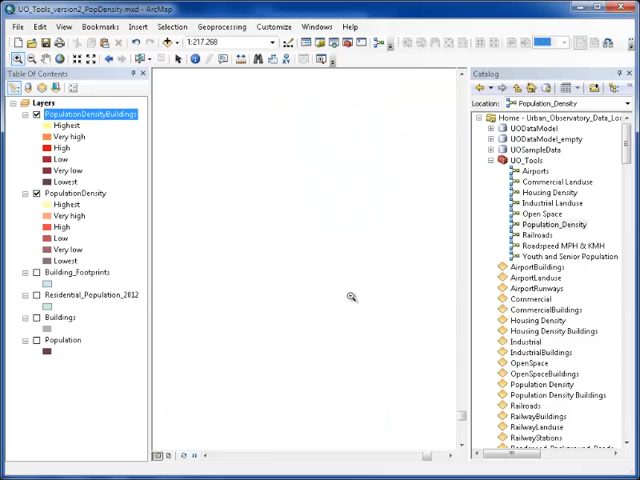 UO_Tools_version2_PopDensity.mxd - ArcMap
File Edit View Bookmarks Insert Selection Geoprocessing Customize Windows Help
1:217,268
Table Of Contents
Layers
PopulationDensityBuildings
Highest
Very high
High
Low
Very low
Lowest
PopulationDensity
Highest
Very high
High
Low
Very low
Lowest
Building_Footprints
Residential_Population_2012
Buildings
Population
Catalog
Location: Population_Density
Home - Urban_Observatory_Data_Loa
UODataModel
UODataModel_empty
UOSampleData
UO_Tools
Airports
Commercial Landuse
Housing Density
Industrial Landuse
Open Space
Population_Density
Railroads
Roadspeed MPH & KMH
Youth and Senior Population
AirportBuildings
AirportLanduse
AirportRunways
Commercial
CommercialBuildings
Housing Density
Housing Density Buildings
Industrial
IndustrialBuildings
OpenSpace
OpenSpaceBuildings
Population Density
Population Density Buildings
Railroads
RailwayBuildings
RailwayLanduse
RailwayStations